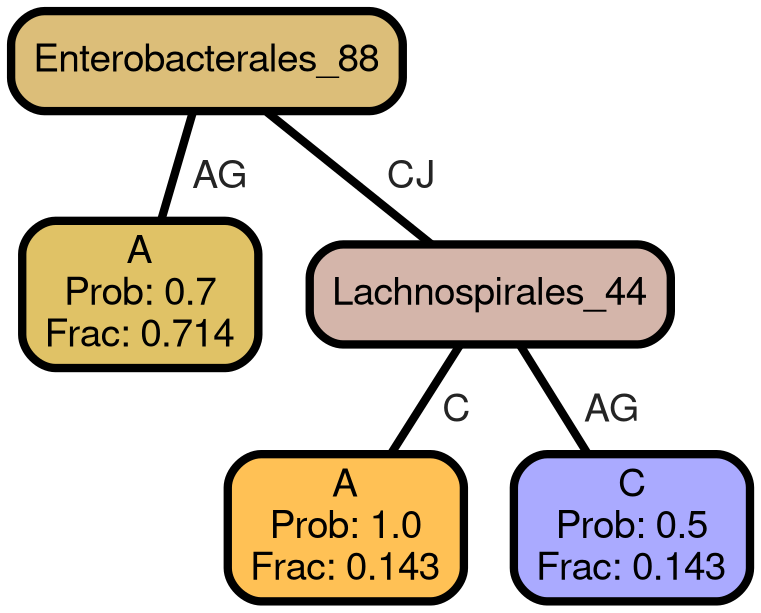 Enterobacterales_88
AG
CJ
A
Prob: 0.7
Frac: 0.714
Lachnospirales_44
C
AG
A
Prob: 1.0
Frac: 0.143
C
Prob: 0.5
Frac: 0.143